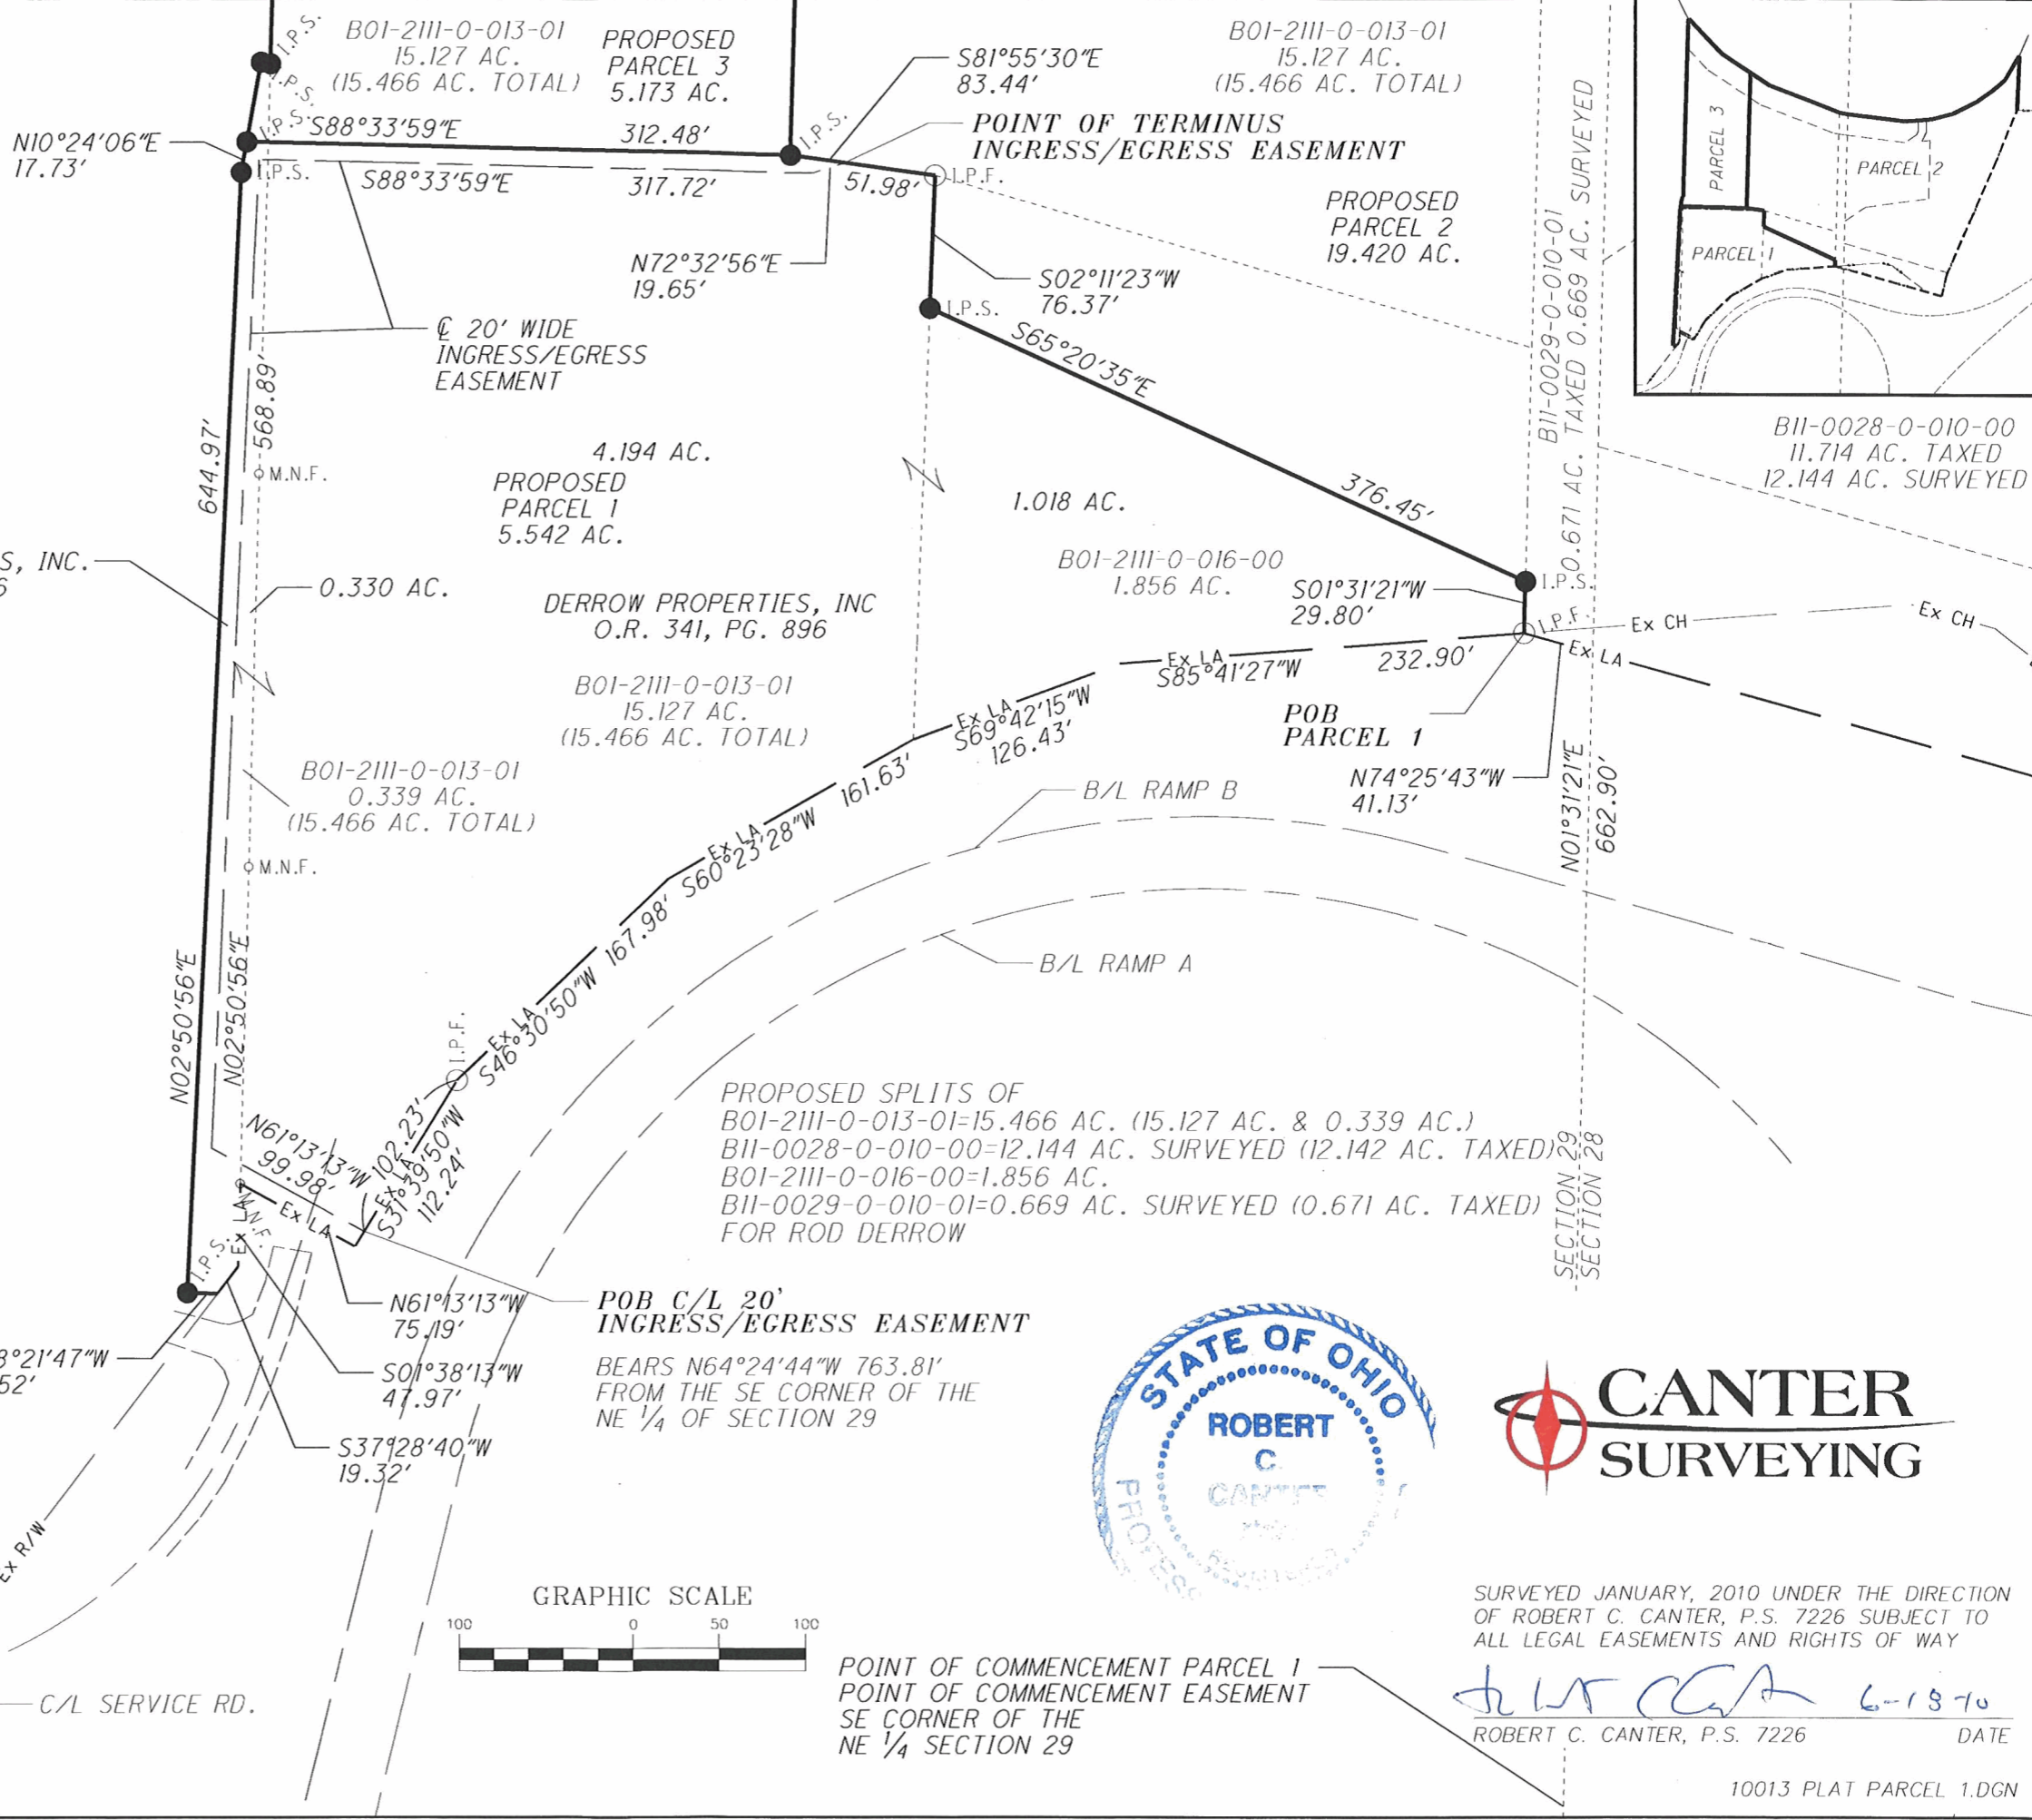 I.P.S.
B01-2111-0-013-01
15.127 AC.
(15.466 AC. TOTAL)
PROPOSED
PARCEL 3
5.173 AC.
S81°55'30"E
83.44'
B01-2111-0-013-01
15.127 AC.
(15.466 AC. TOTAL)
I.P.S.
I.P.S.
N10°24'06"E
17.73'
S88°33'59"E
312.48'
I.P.S.
POINT OF TERMINUS
INGRESS/EGRESS EASEMENT
I.P.S.
S88°33'59"E
317.72'
51.98'
I.P.F.
PROPOSED
PARCEL 2
19.420 AC.
N72°32'56"E
19.65'
S02°11'23"W
76.37'
I.P.S.
B11-0029-0-010-01
0.671 AC. TAXED 0.669 AC. SURVEYED
PARCEL 3
PARCEL 2
PARCEL 1
B11-0028-0-010-00
11.714 AC. TAXED
12.144 AC. SURVEYED
℄ 20' WIDE
INGRESS/EGRESS
EASEMENT
S65°20'35"E
376.45'
568.89'
644.97'
M.N.F.
4.194 AC.
PROPOSED
PARCEL 1
5.542 AC.
1.018 AC.
S, INC.
0.330 AC.
B01-2111-0-016-00
1.856 AC.
S01°31'21"W
29.80'
I.P.S.
I.P.F.
Ex CH
Ex CH
DERROW PROPERTIES, INC
O.R. 341, PG. 896
Ex LA
S85°41'27"W
232.90'
Ex LA
B01-2111-0-013-01
15.127 AC.
(15.466 AC. TOTAL)
Ex LA
S69°42'15"W
126.43'
POB
PARCEL 1
N74°25'43"W
41.13'
N01°31'21"E
662.90'
B01-2111-0-013-01
0.339 AC.
(15.466 AC. TOTAL)
M.N.F.
161.63'
Ex LA
S60°23'28"W
B/L RAMP B
167.98'
B/L RAMP A
N02°50'56"E
N02°50'56"E
Ex LA
S46°30'50"W
I.P.F.
N61°13'13"W
99.98'
102.23'
Ex LA
S31°39'50"W
112.24'
PROPOSED SPLITS OF
B01-2111-0-013-01=15.466 AC. (15.127 AC. & 0.339 AC.)
B11-0028-0-010-00=12.144 AC. SURVEYED (12.142 AC. TAXED)
B01-2111-0-016-00=1.856 AC.
B11-0029-0-010-01=0.669 AC. SURVEYED (0.671 AC. TAXED)
FOR ROD DERROW
SECTION 29
SECTION 28
M.N.F.
Ex LA
Ex LA
I.P.S.
N61°13'13"W
75.19'
POB C/L 20'
INGRESS/EGRESS EASEMENT
BEARS N64°24'44"W 763.81'
FROM THE SE CORNER OF THE
NE 1/4 OF SECTION 29
8°21'47"W
52'
S01°38'13"W
47.97'
S37°28'40"W
19.32'
Ex R/W
STATE OF OHIO
ROBERT
C.
CANTER
CANTER
SURVEYING
GRAPHIC SCALE
100 0 50 100
C/L SERVICE RD.
POINT OF COMMENCEMENT PARCEL 1
POINT OF COMMENCEMENT EASEMENT
SE CORNER OF THE
NE 1/4 SECTION 29
SURVEYED JANUARY, 2010 UNDER THE DIRECTION
OF ROBERT C. CANTER, P.S. 7226 SUBJECT TO
ALL LEGAL EASEMENTS AND RIGHTS OF WAY
6-18-10
ROBERT C. CANTER, P.S. 7226 DATE
10013 PLAT PARCEL 1.DGN